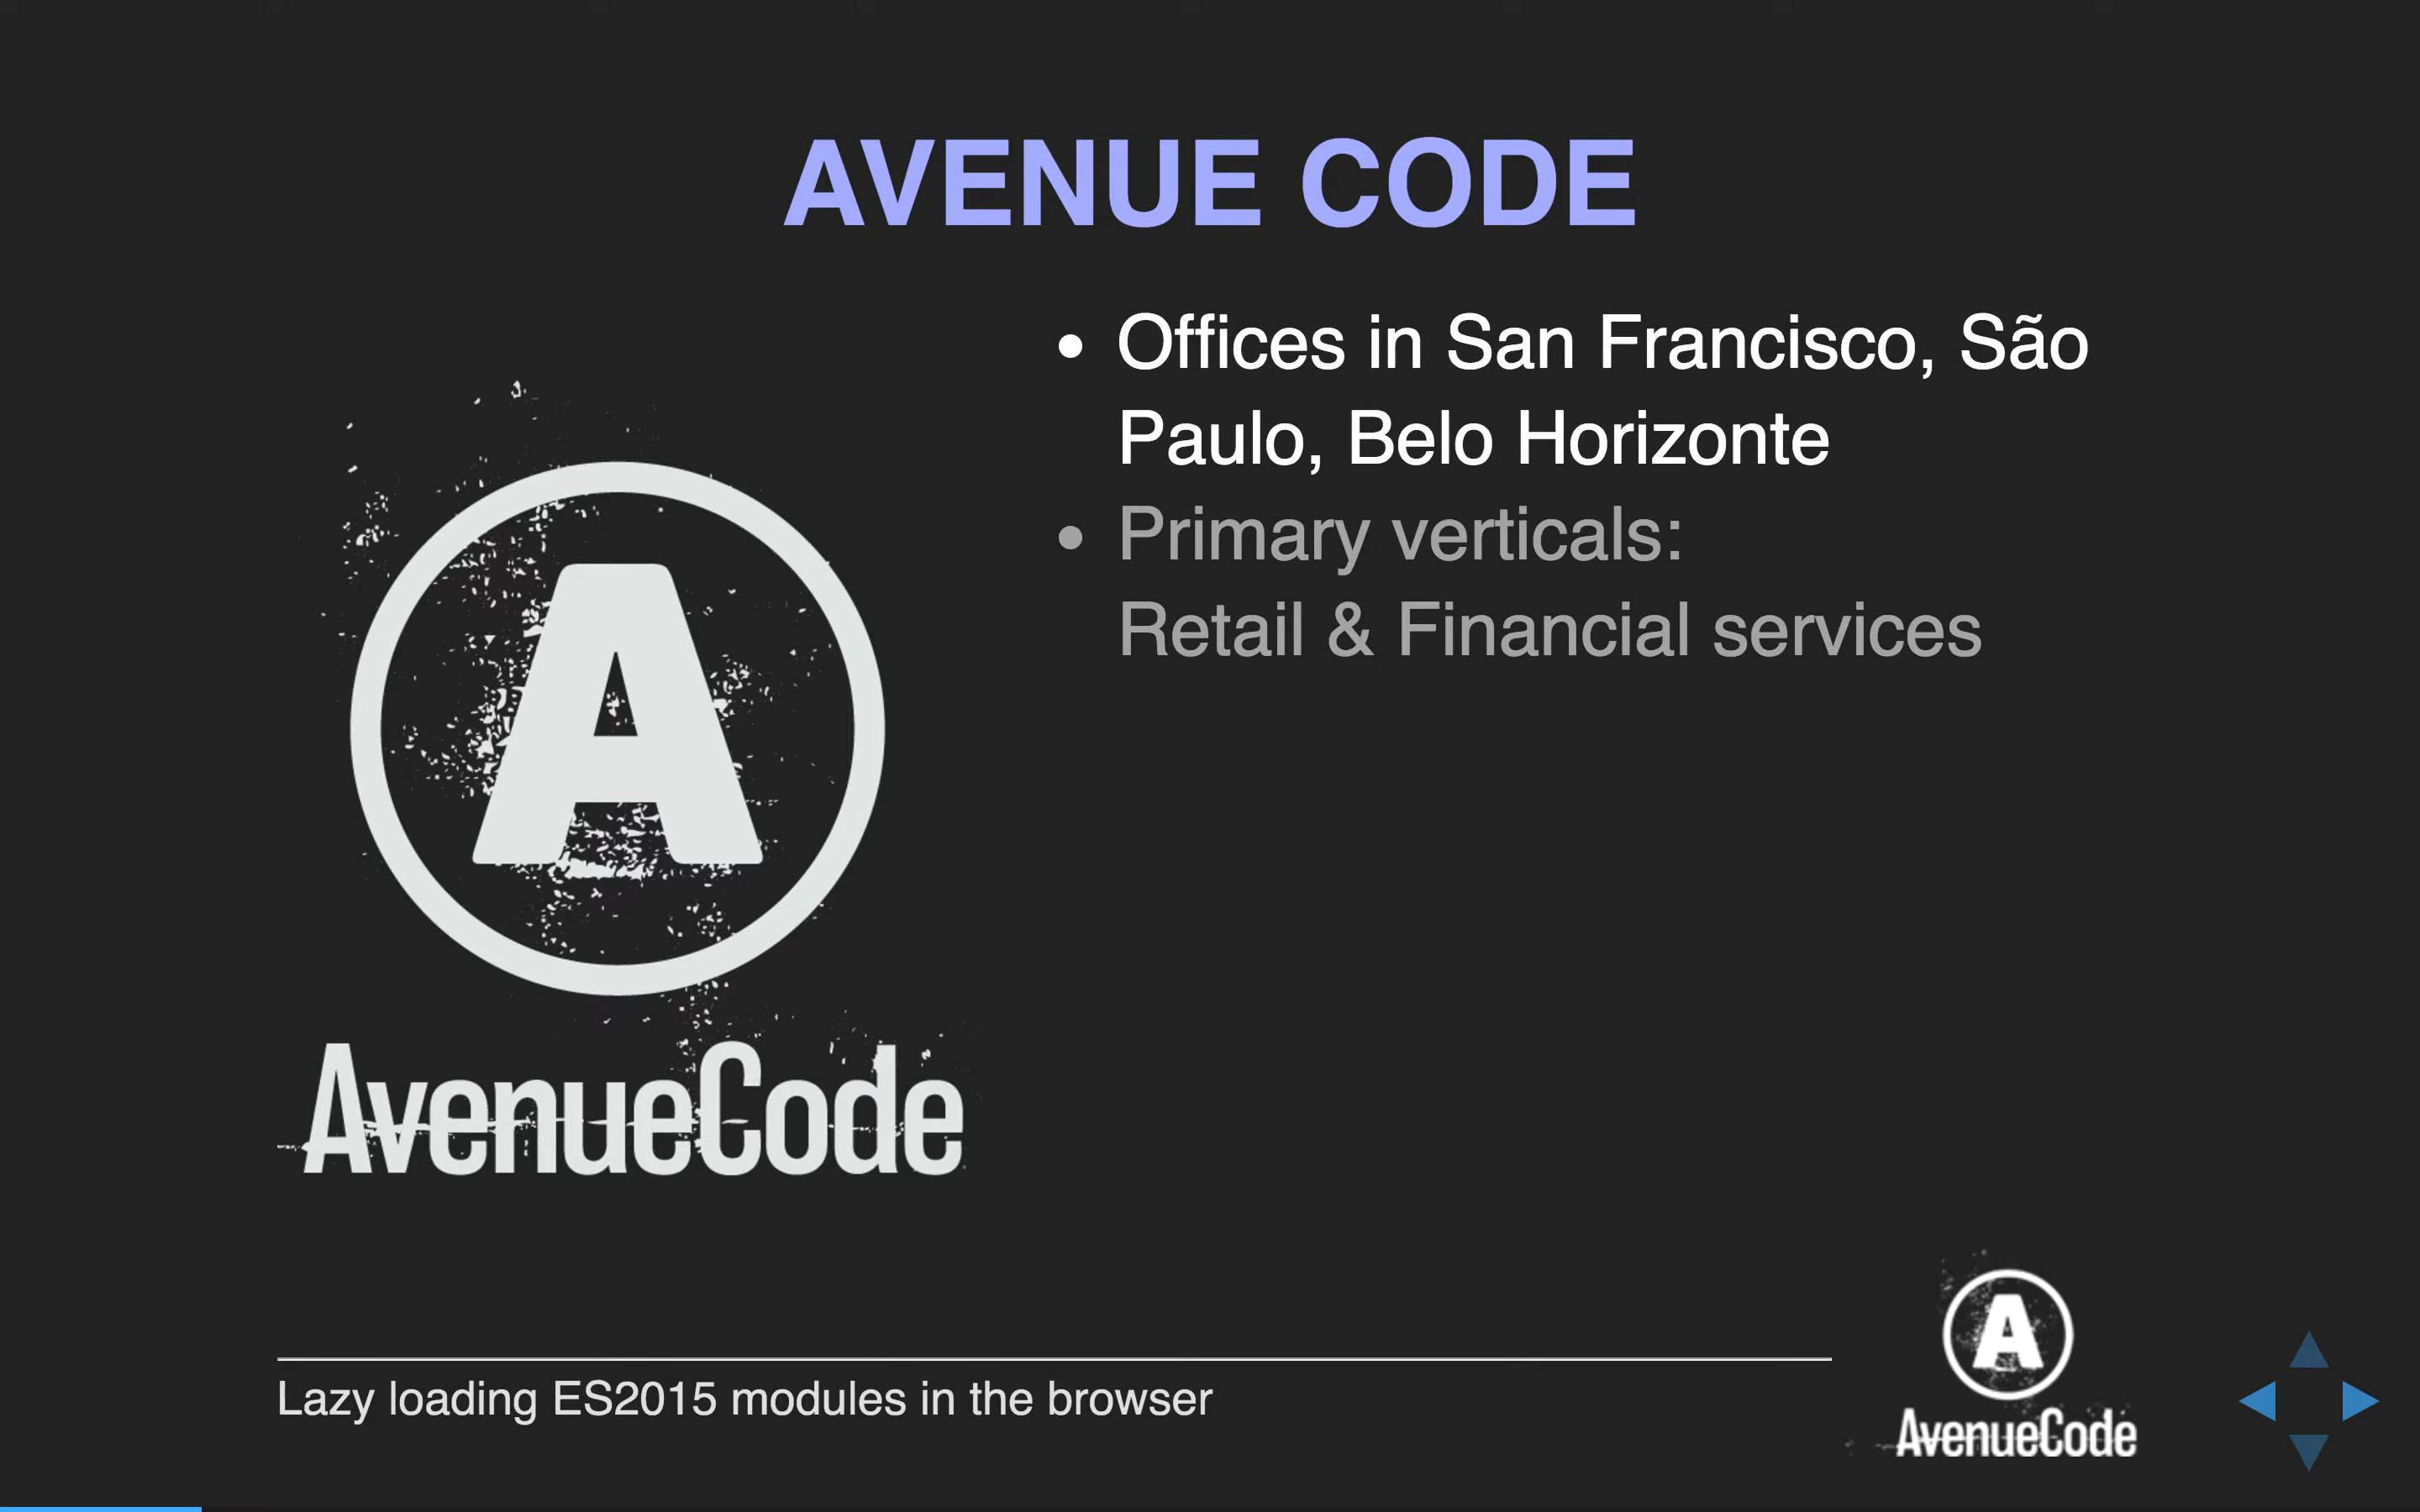 AVENUE CODE
• Offices in San Francisco, São
Paulo, Belo Horizonte
• Primary verticals:
Retail & Financial services
A
AvenueCode
Lazy loading ES2015 modules in the browser
A
AvenueCode